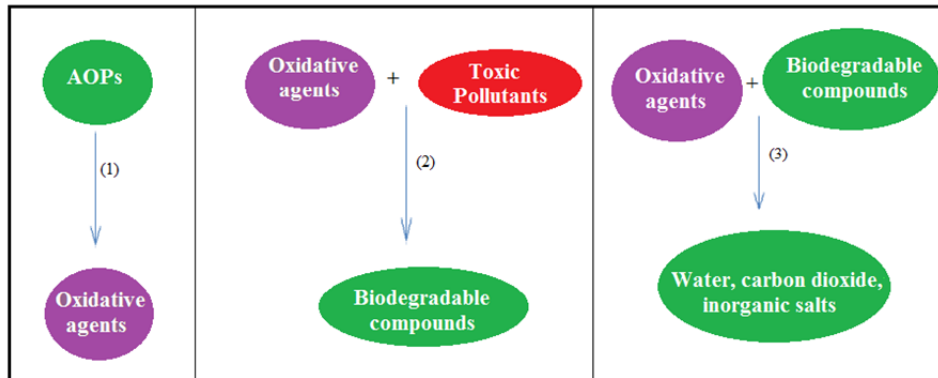 AOPs
(1)
Oxidative
agents
Oxidative
agents
+
Toxic
Pollutants
(2)
Biodegradable
compounds
Oxidative
agents
+
Biodegradable
compounds
(3)
Water, carbon dioxide,
inorganic salts